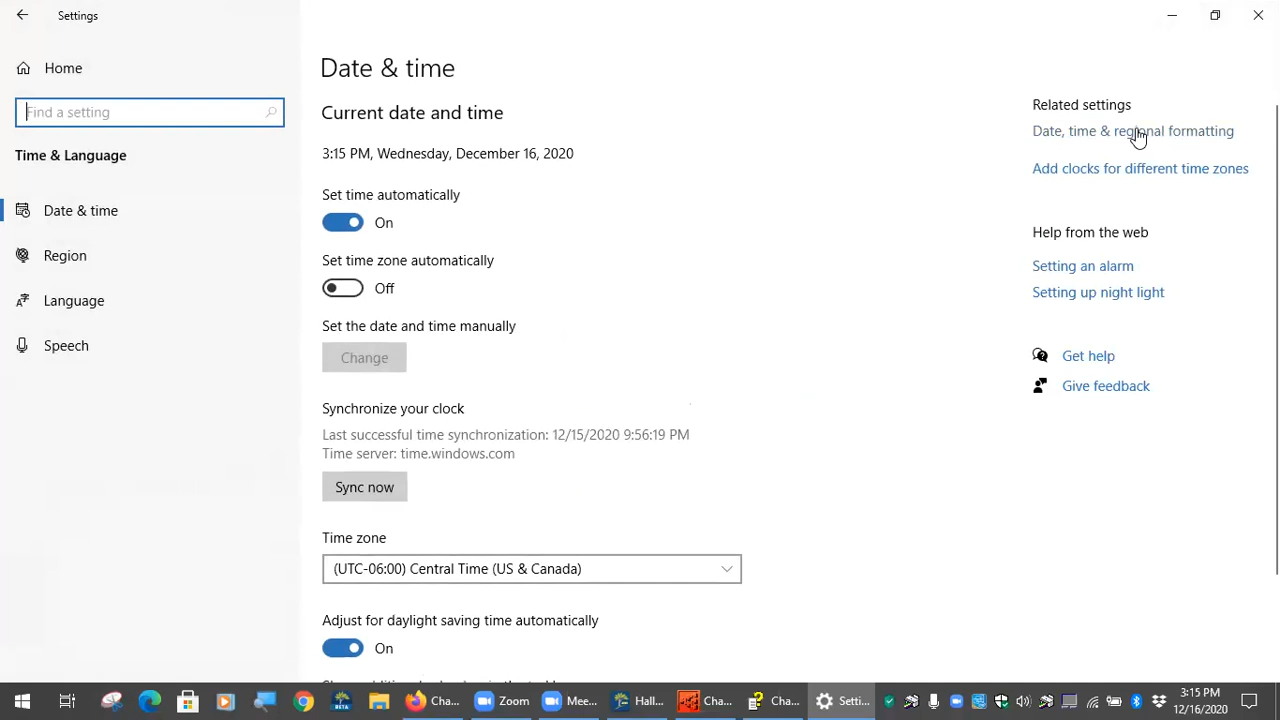 Settings
Home
Find a setting
Time & Language
Date & time
Region
Language
Speech
Date & time
Current date and time
3:15 PM, Wednesday, December 16, 2020
Set time automatically
On
Set time zone automatically
Off
Set the date and time manually
Change
Synchronize your clock
Last successful time synchronization: 12/15/2020 9:56:19 PM
Time server: time.windows.com
Sync now
Time zone
(UTC-06:00) Central Time (US & Canada)
Adjust for daylight saving time automatically
On
Related settings
Date, time & regional formatting
Add clocks for different time zones
Help from the web
Setting an alarm
Setting up night light
Get help
Give feedback
BETA
Cha...
Zoom
Mee...
Hall...
Cha...
Cha...
Setti...
3:15 PM
12/16/2020